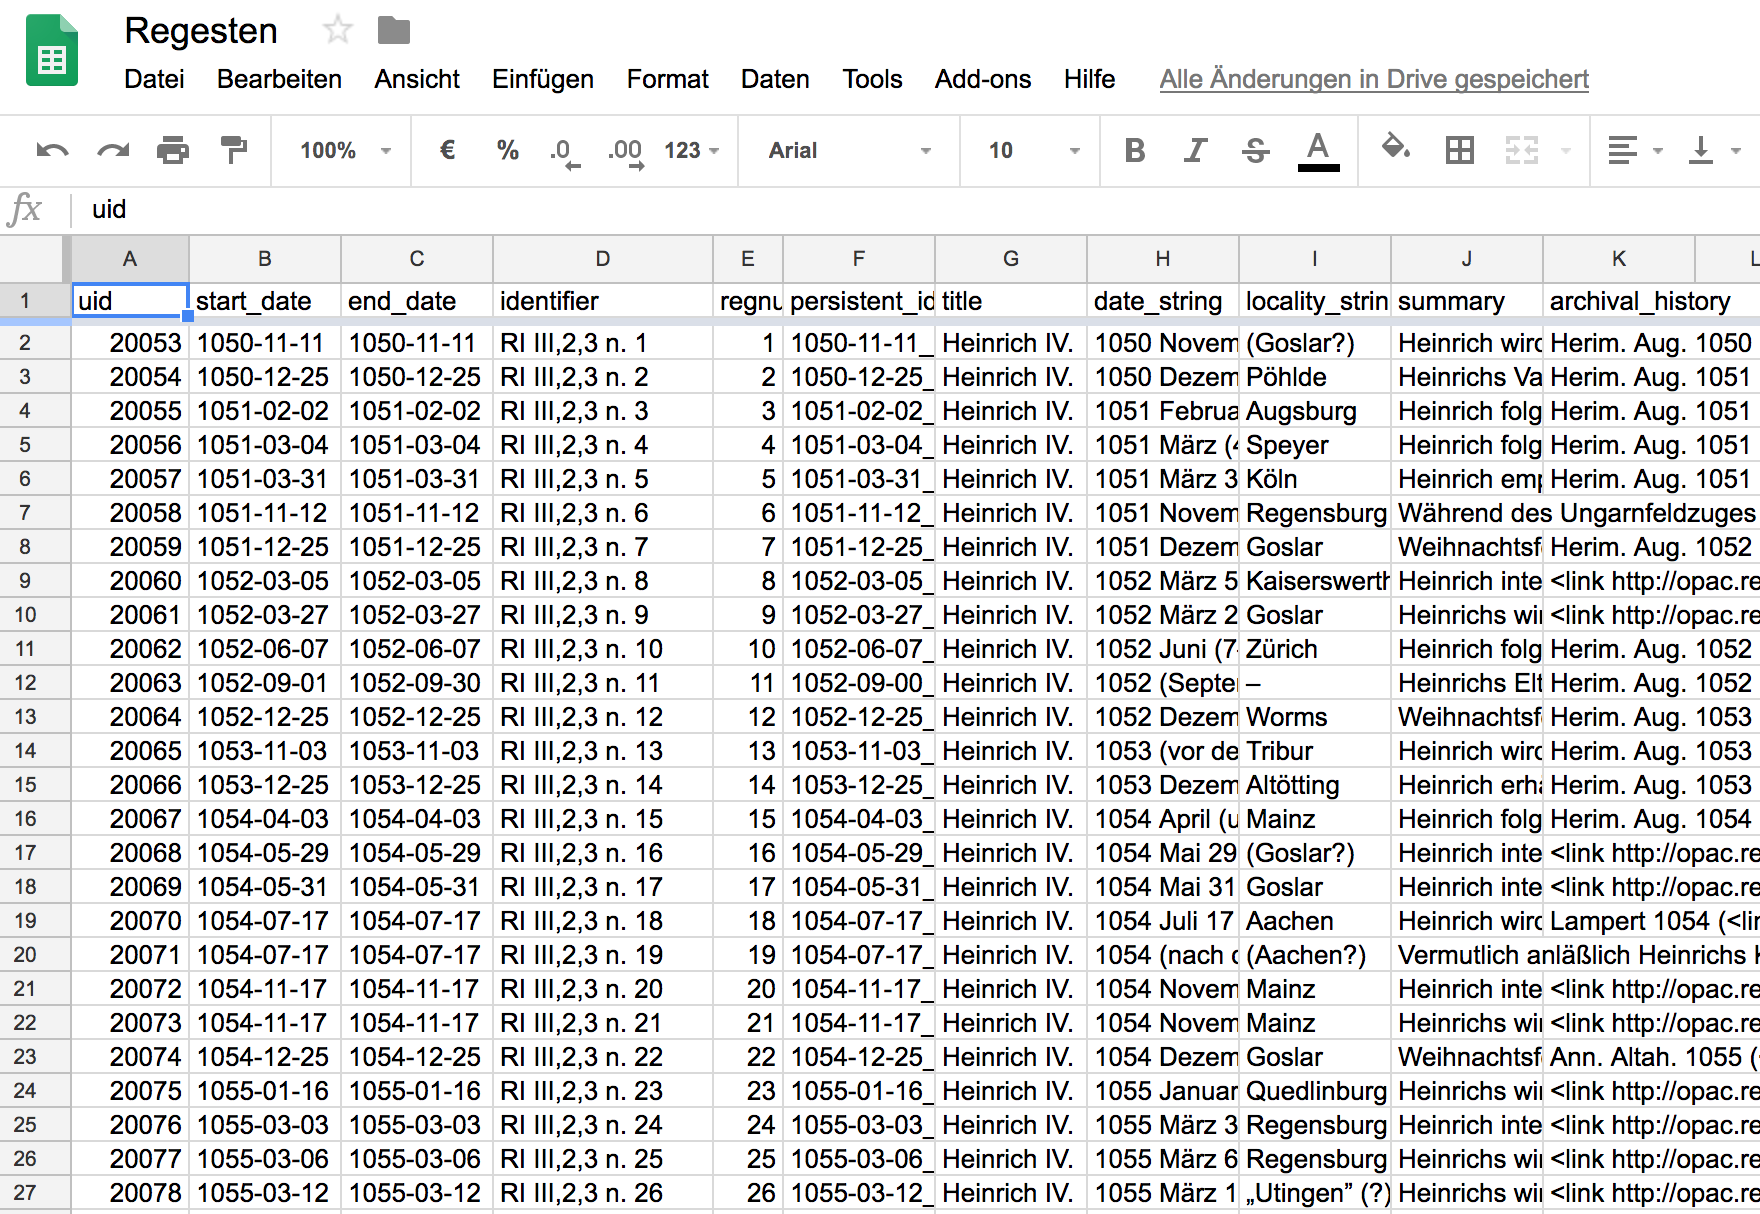 Regesten
Datei Bearbeiten Ansicht Einfügen Format Daten Tools Add-ons Hilfe Alle Änderungen in Drive gespeichert
100% € % .0 .00 123 Arial 10 B I S A
fx uid
A B C D E F G H I J K L
1 uid start_date end_date identifier regnu persistent_id title date_string locality_strin summary archival_history
2 20053 1050-11-11 1050-11-11 RI III,2,3 n. 1 1 1050-11-11_ Heinrich IV. 1050 Novem (Goslar?) Heinrich wird Herim. Aug. 1050
3 20054 1050-12-25 1050-12-25 RI III,2,3 n. 2 2 1050-12-25_ Heinrich IV. 1050 Dezem Pöhlde Heinrichs Va Herim. Aug. 1051
4 20055 1051-02-02 1051-02-02 RI III,2,3 n. 3 3 1051-02-02_ Heinrich IV. 1051 Februa Augsburg Heinrich folg Herim. Aug. 1051
5 20056 1051-03-04 1051-03-04 RI III,2,3 n. 4 4 1051-03-04_ Heinrich IV. 1051 März (4 Speyer Heinrich folg Herim. Aug. 1051
6 20057 1051-03-31 1051-03-31 RI III,2,3 n. 5 5 1051-03-31_ Heinrich IV. 1051 März 3 Köln Heinrich emp Herim. Aug. 1051
7 20058 1051-11-12 1051-11-12 RI III,2,3 n. 6 6 1051-11-12_ Heinrich IV. 1051 Novem Regensburg Während des Ungarnfeldzuges
8 20059 1051-12-25 1051-12-25 RI III,2,3 n. 7 7 1051-12-25_ Heinrich IV. 1051 Dezem Goslar Weihnachtsf Herim. Aug. 1052
9 20060 1052-03-05 1052-03-05 RI III,2,3 n. 8 8 1052-03-05_ Heinrich IV. 1052 März 5 Kaiserswerth Heinrich inte <link http://opac.re
10 20061 1052-03-27 1052-03-27 RI III,2,3 n. 9 9 1052-03-27_ Heinrich IV. 1052 März 2 Goslar Heinrichs wi <link http://opac.re
11 20062 1052-06-07 1052-06-07 RI III,2,3 n. 10 10 1052-06-07_ Heinrich IV. 1052 Juni (7- Zürich Heinrich folg Herim. Aug. 1052
12 20063 1052-09-01 1052-09-30 RI III,2,3 n. 11 11 1052-09-00_ Heinrich IV. 1052 (Septe – Heinrichs Elt Herim. Aug. 1052
13 20064 1052-12-25 1052-12-25 RI III,2,3 n. 12 12 1052-12-25_ Heinrich IV. 1052 Dezem Worms Weihnachtsf Herim. Aug. 1053
14 20065 1053-11-03 1053-11-03 RI III,2,3 n. 13 13 1053-11-03_ Heinrich IV. 1053 (vor de Tribur Heinrich wird Herim. Aug. 1053
15 20066 1053-12-25 1053-12-25 RI III,2,3 n. 14 14 1053-12-25_ Heinrich IV. 1053 Dezem Altötting Heinrich erha Herim. Aug. 1053
16 20067 1054-04-03 1054-04-03 RI III,2,3 n. 15 15 1054-04-03_ Heinrich IV. 1054 April (u Mainz Heinrich folg Herim. Aug. 1054
17 20068 1054-05-29 1054-05-29 RI III,2,3 n. 16 16 1054-05-29_ Heinrich IV. 1054 Mai 29 (Goslar?) Heinrich inte <link http://opac.re
18 20069 1054-05-31 1054-05-31 RI III,2,3 n. 17 17 1054-05-31_ Heinrich IV. 1054 Mai 31 Goslar Heinrich inte <link http://opac.re
19 20070 1054-07-17 1054-07-17 RI III,2,3 n. 18 18 1054-07-17_ Heinrich IV. 1054 Juli 17 Aachen Heinrich wird Lampert 1054 (<lin
20 20071 1054-07-17 1054-07-17 RI III,2,3 n. 19 19 1054-07-17_ Heinrich IV. 1054 (nach d (Aachen?) Vermutlich anläßlich Heinrichs K
21 20072 1054-11-17 1054-11-17 RI III,2,3 n. 20 20 1054-11-17_ Heinrich IV. 1054 Novem Mainz Heinrich inte <link http://opac.re
22 20073 1054-11-17 1054-11-17 RI III,2,3 n. 21 21 1054-11-17_ Heinrich IV. 1054 Novem Mainz Heinrichs wi <link http://opac.re
23 20074 1054-12-25 1054-12-25 RI III,2,3 n. 22 22 1054-12-25_ Heinrich IV. 1054 Dezem Goslar Weihnachtsf Ann. Altah. 1055 (
24 20075 1055-01-16 1055-01-16 RI III,2,3 n. 23 23 1055-01-16_ Heinrich IV. 1055 Januar Quedlinburg Heinrichs wi <link http://opac.re
25 20076 1055-03-03 1055-03-03 RI III,2,3 n. 24 24 1055-03-03_ Heinrich IV. 1055 März 3 Regensburg Heinrich inte <link http://opac.re
26 20077 1055-03-06 1055-03-06 RI III,2,3 n. 25 25 1055-03-06_ Heinrich IV. 1055 März 6 Regensburg Heinrichs wi <link http://opac.re
27 20078 1055-03-12 1055-03-12 RI III,2,3 n. 26 26 1055-03-12_ Heinrich IV. 1055 März 1 „Utingen” (?) Heinrichs wi <link http://opac.re